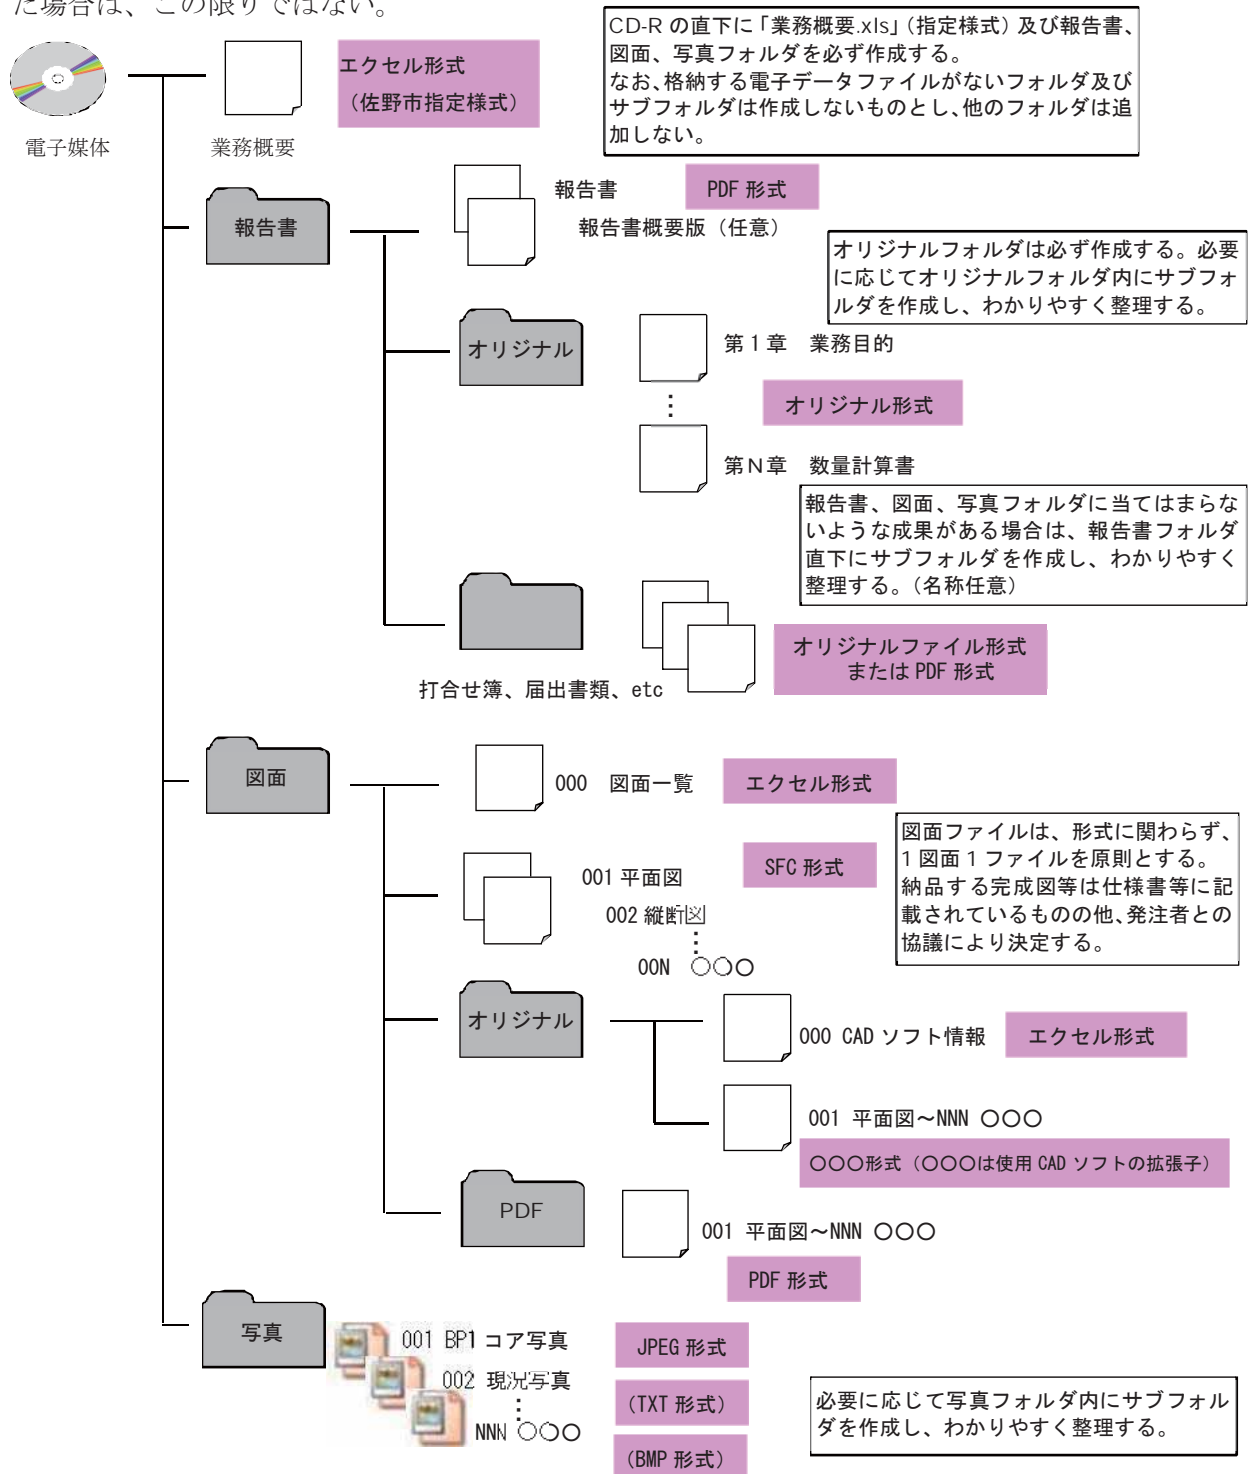 た場合は、この限りではない。
CD-R の直下に「業務概要.xls」（指定様式）及び報告書、
図面、写真フォルダを必ず作成する。
なお、格納する電子データファイルがないフォルダ及び
サブフォルダは作成しないものとし、他のフォルダは追
加しない。
エクセル形式
（佐野市指定様式）
電子媒体
業務概要
報告書
報告書
PDF 形式
報告書概要版（任意）
オリジナルフォルダは必ず作成する。必要
に応じてオリジナルフォルダ内にサブフォ
ルダを作成し、わかりやすく整理する。
オリジナル
第１章　業務目的
⋮
オリジナル形式
第Ｎ章　数量計算書
報告書、図面、写真フォルダに当てはまらな
いような成果がある場合は、報告書フォルダ
直下にサブフォルダを作成し、わかりやすく
整理する。（名称任意）
オリジナルファイル形式
または PDF 形式
打合せ簿、届出書類、etc
図面
000　図面一覧
エクセル形式
図面ファイルは、形式に関わらず、
1 図面 1 ファイルを原則とする。
納品する完成図等は仕様書等に記
載されているものの他、発注者との
協議により決定する。
001 平面図
SFC 形式
002 縦断図
⋮
00N　〇〇〇
オリジナル
000 CAD ソフト情報
エクセル形式
001 平面図～NNN 〇〇〇
〇〇〇形式（〇〇〇は使用 CAD ソフトの拡張子）
PDF
001 平面図～NNN 〇〇〇
PDF 形式
写真
001 BP1 コア写真
JPEG 形式
002 現況写真
⋮
NNN 〇〇〇
（TXT 形式）
（BMP 形式）
必要に応じて写真フォルダ内にサブフォル
ダを作成し、わかりやすく整理する。